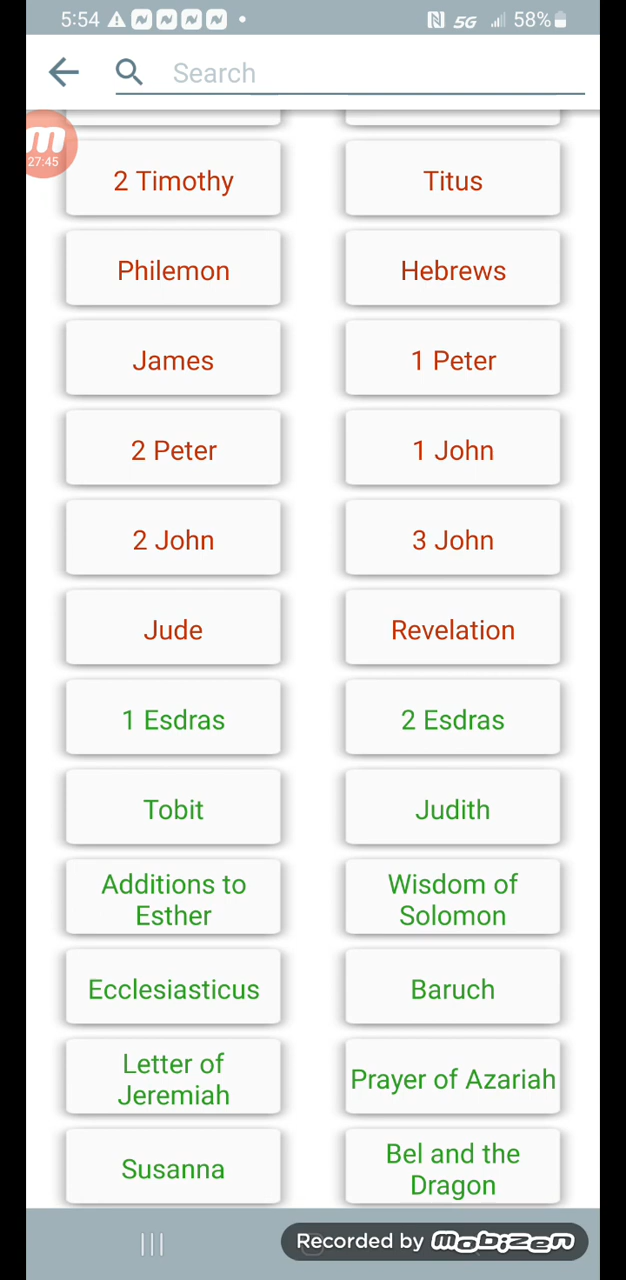 5:54 58%
5G
Search
27:45
2 Timothy
Titus
Philemon
Hebrews
James
1 Peter
2 Peter
1 John
2 John
3 John
Jude
Revelation
1 Esdras
2 Esdras
Tobit
Judith
Additions to
Esther
Wisdom of
Solomon
Ecclesiasticus
Baruch
Letter of
Jeremiah
Prayer of Azariah
Susanna
Bel and the
Dragon
Recorded by mobizen